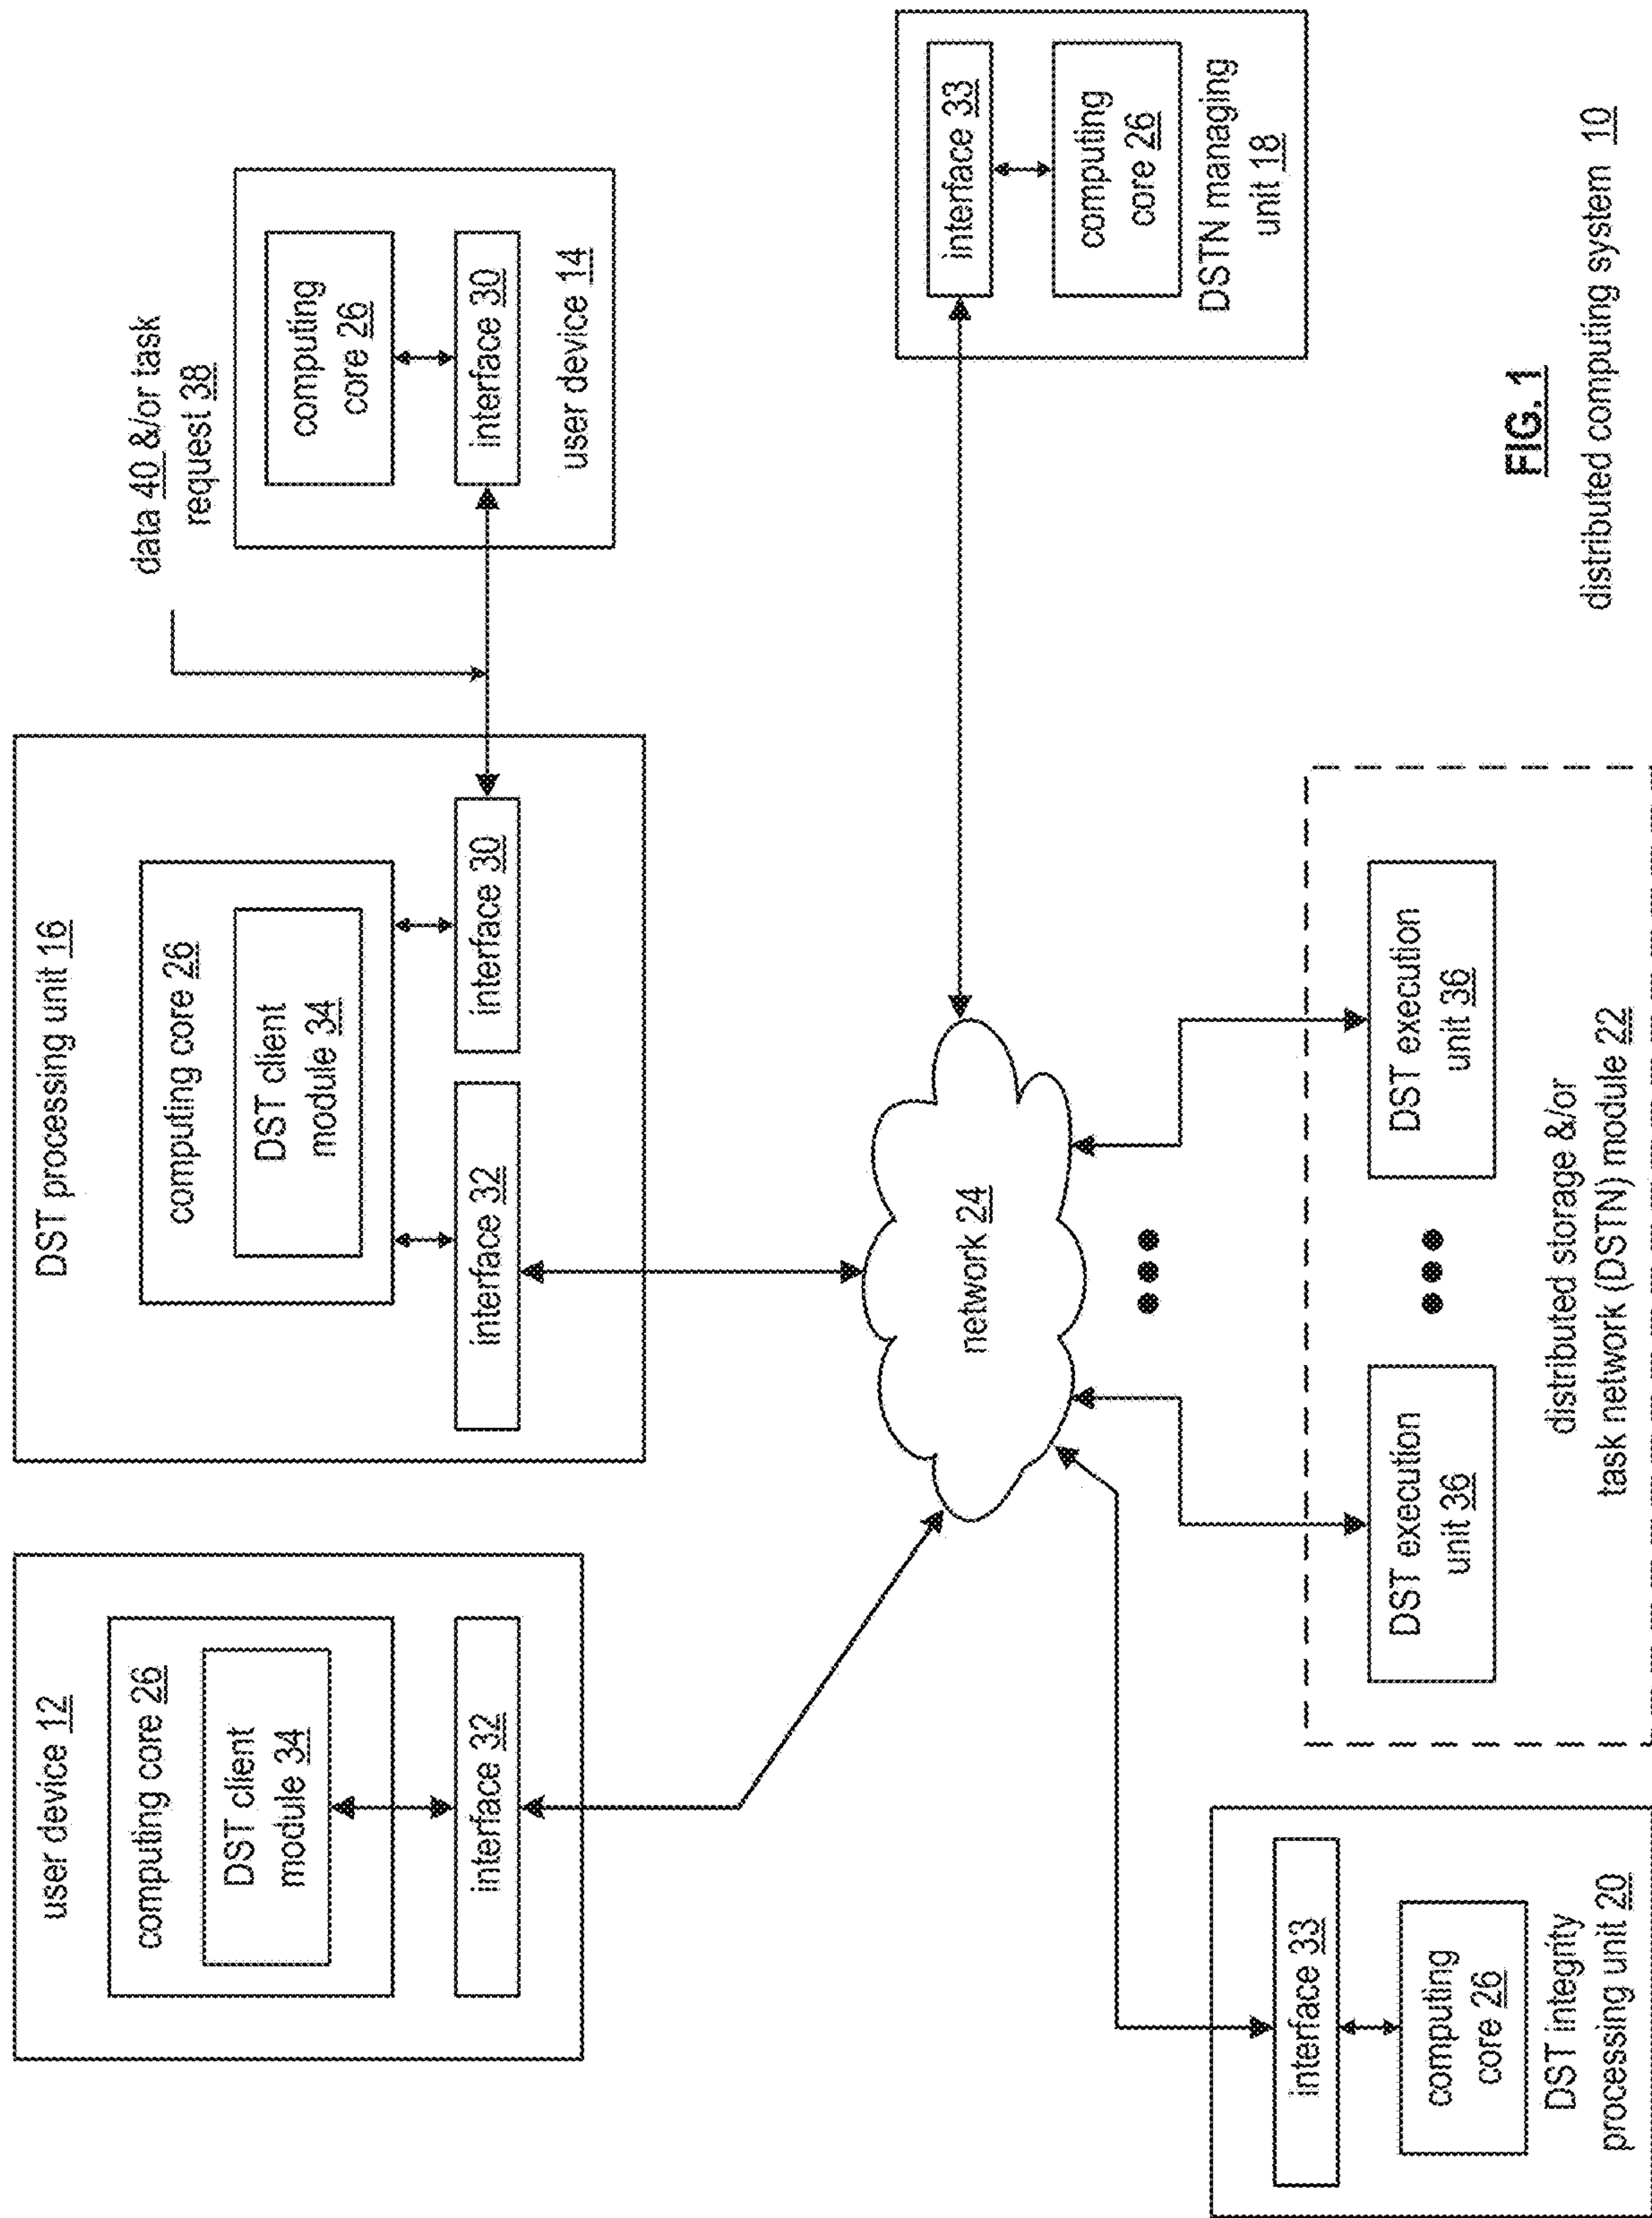 user device 12
computing core 26
DST client
module 34
interface 32
DST processing unit 16
computing core 26
DST client
module 34
interface 32
interface 30
data 40 &/or task
request 38
computing
core 26
interface 30
user device 14
network 24
interface 33
computing
core 26
DSTN managing
unit 18
interface 33
computing
core 26
DST integrity
processing unit 20
DST execution
unit 36
DST execution
unit 36
distributed storage &/or
task network (DSTN) module 22
FIG. 1
distributed computing system 10